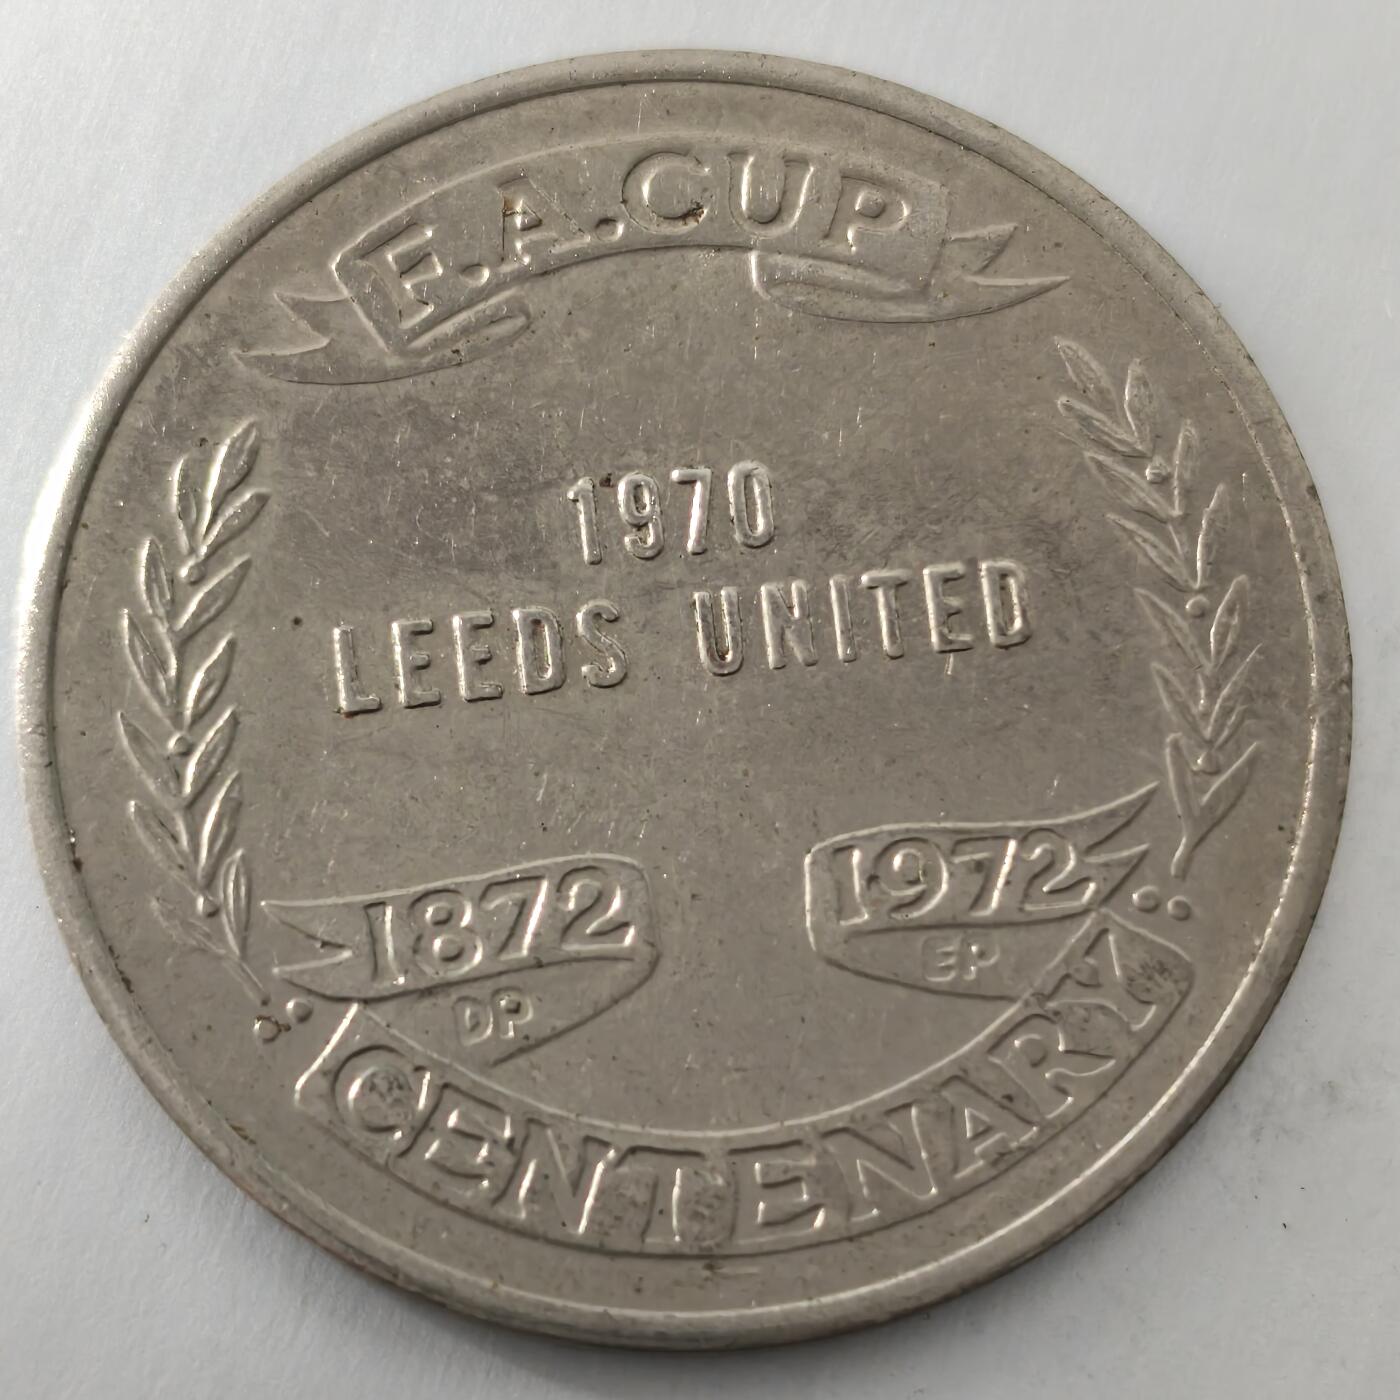 F.A.CUP
1970
LEEDS UNITED
1872
1972
DP
EP
CENTENARY